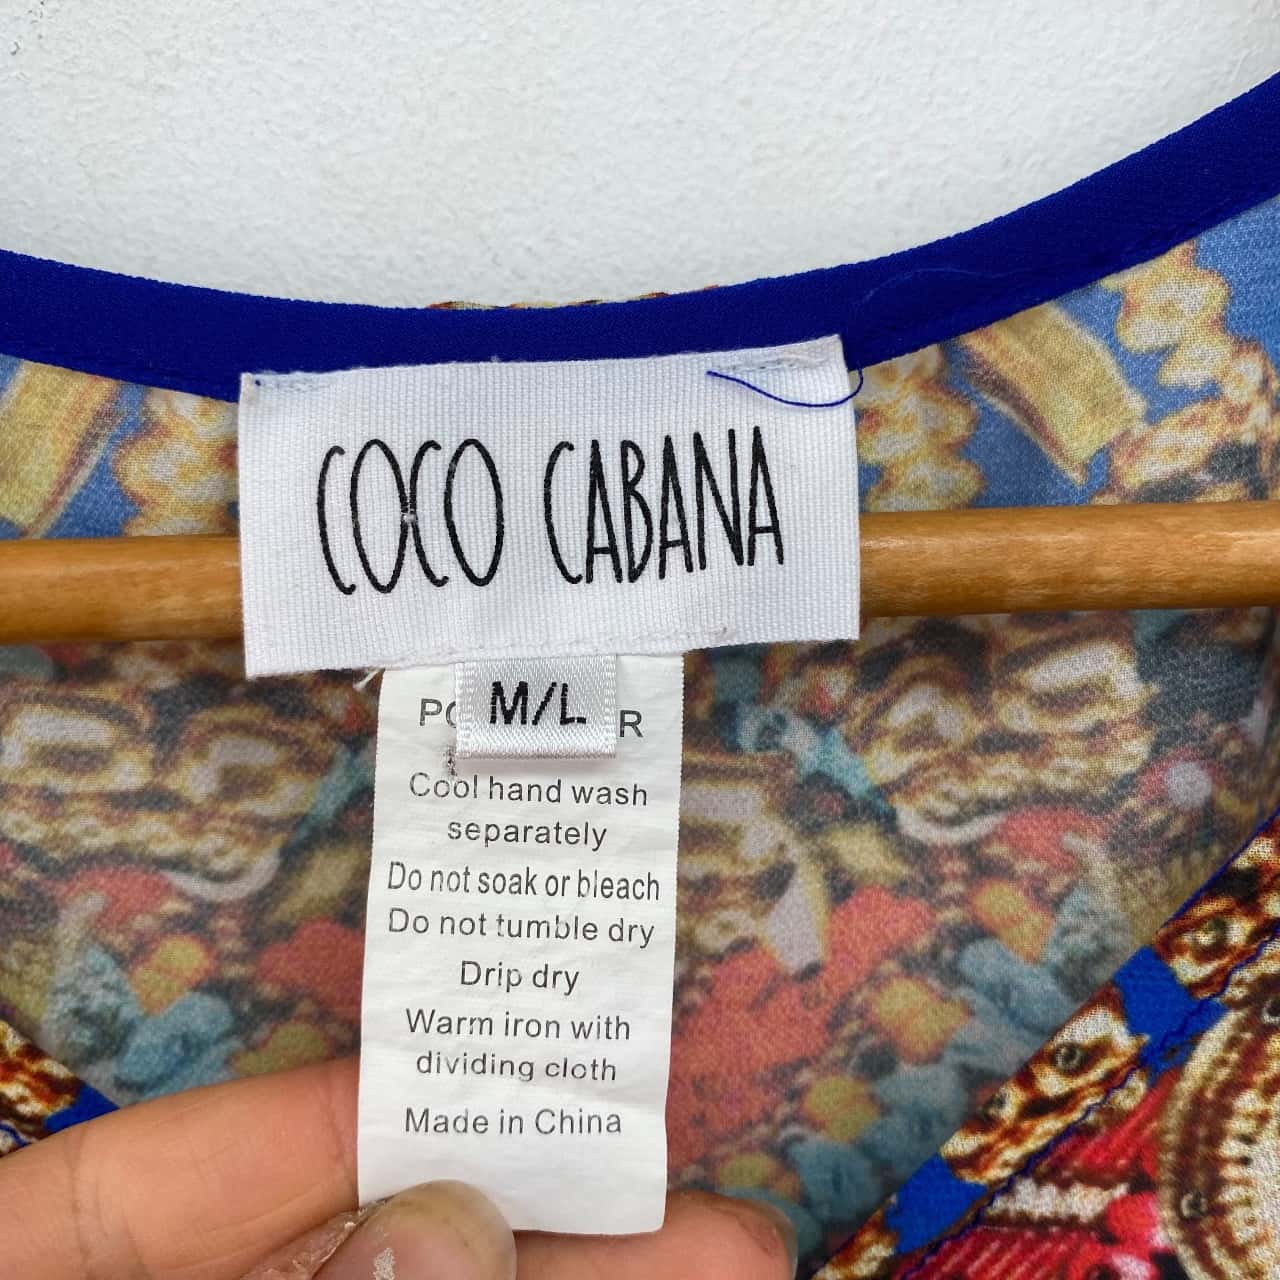 COCO CABANA
M/L
Cool hand wash
separately
Do not soak or bleach
Do not tumble dry
Drip dry
Warm iron with
dividing cloth
Made in China